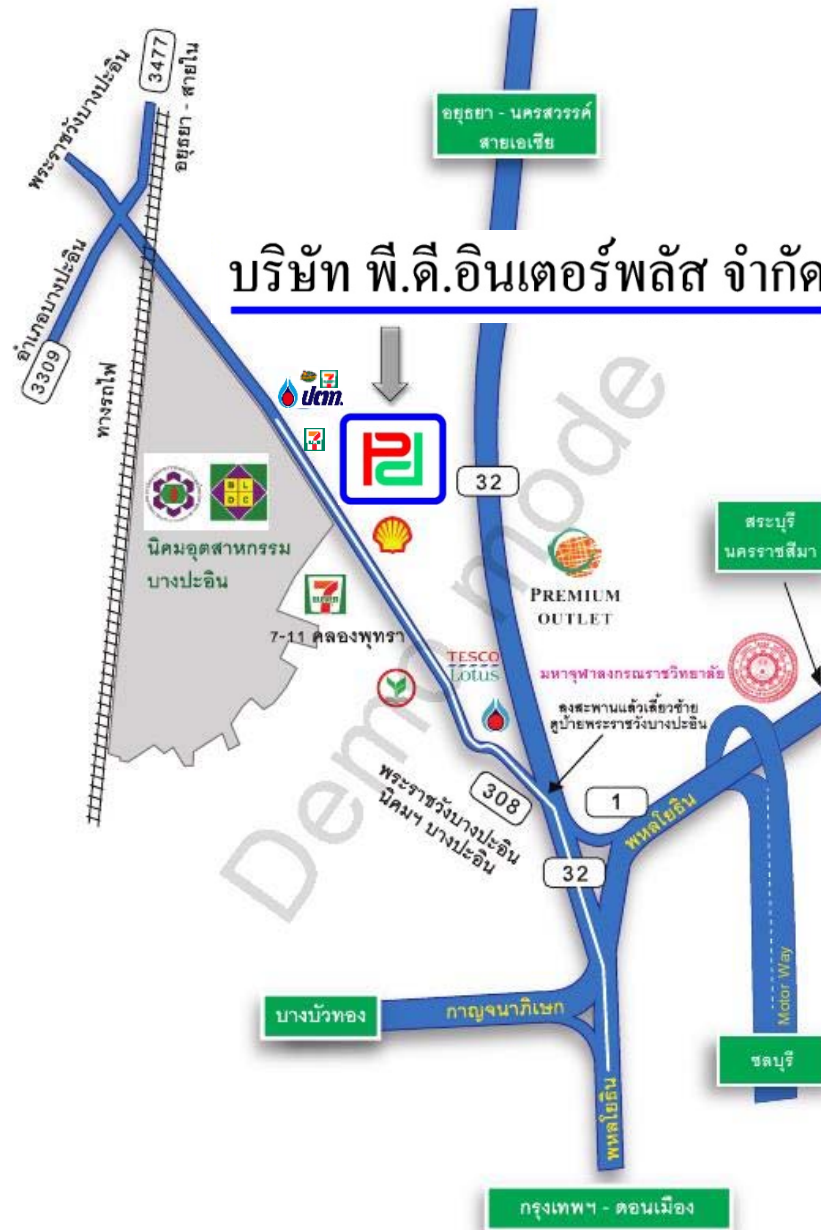 3477
พระราชวังบางปะอิน
อยุธยา - สายใน
อยุธยา - นครสวรรค์
สายเอเซีย
บริษัท พี.ดี.อินเตอร์พลัส จำกัด
อำเภอบางปะอิน
3309
ทางรถไฟ
ปตท.
7
7
32
BLDC
นิคมอุตสาหกรรม
บางปะอิน
สระบุรี
นครราชสีมา
PREMIUM
OUTLET
7-11 คลองพุทรา
TESCO
Lotus
มหาจุฬาลงกรณราชวิทยาลัย
ลงสะพานแล้วเลี้ยวซ้าย
ดูป้ายพระราชวังบางปะอิน
พระราชวังบางปะอิน
นิคมฯ บางปะอิน
308
1
พหลโยธิน
32
Motor Way
บางบัวทอง
กาญจนาภิเษก
ชลบุรี
พหลโยธิน
กรุงเทพฯ - ดอนเมือง
Demo mode